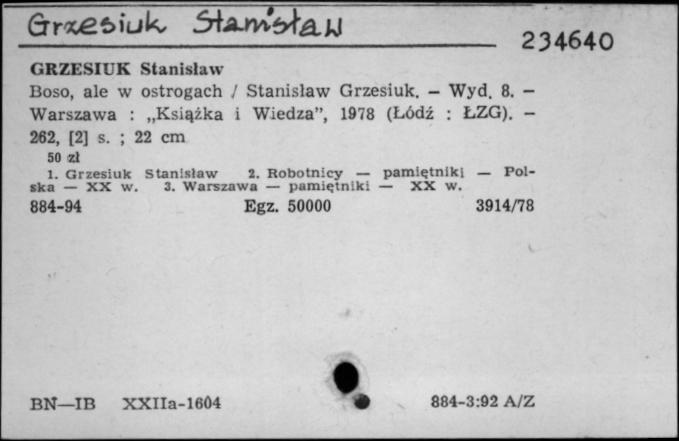 Grzesiuk Stanisław
234640
GRZESIUK Stanisław
Boso, ale w ostrogach / Stanisław Grzesiuk. — Wyd. 8. —
Warszawa : „Książka i Wiedza”, 1978 (Łódź : ŁZG). —
262, [2] s. ; 22 cm
50 zł
1. Grzesiuk Stanisław 2. Robotnicy — pamiętniki — Pol-
ska — XX w. 3. Warszawa — pamiętniki — XX w.
884-94 Egz. 50000 3914/78
BN—IB XXIIa-1604 884-3:92 A/Z